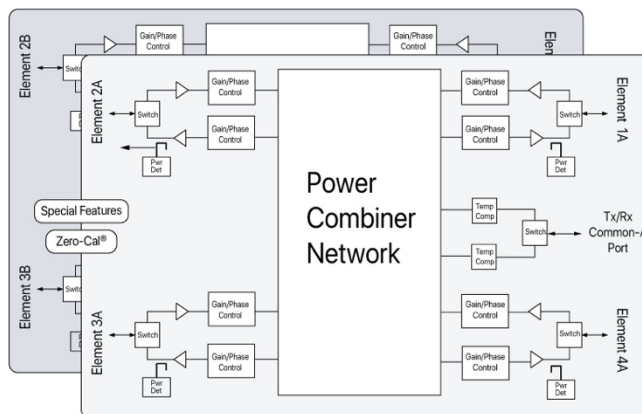 Element 2B
Gain/Phase
Control
Gain/Phase
Control
Switch
Element 2A
Switch
Gain/Phase
Control
Gain/Phase
Control
Pwr
Det
Gain/Phase
Control
Gain/Phase
Control
Switch
Pwr
Det
Element 1A
Power
Combiner
Network
Special Features
Zero-Cal®
Temp
Comp
Temp
Comp
Switch
Tx/Rx
Common-A
Port
Element 3B
Switch
Element 3A
Switch
Gain/Phase
Control
Gain/Phase
Control
Pwr
Det
Gain/Phase
Control
Gain/Phase
Control
Switch
Pwr
Det
Element 4A